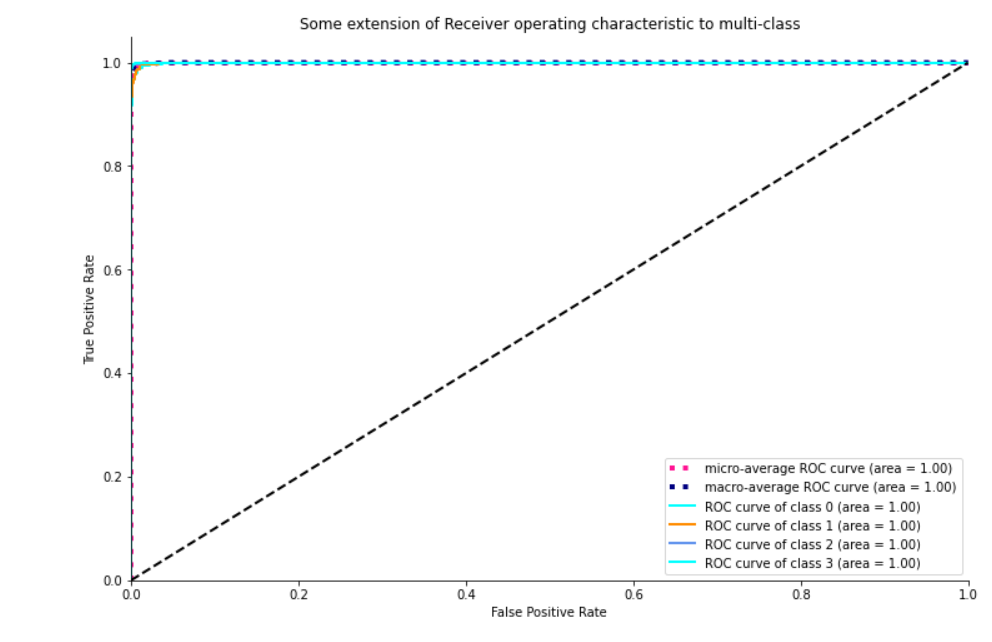 Some extension of Receiver operating characteristic to multi-class
1.0
0.8
0.6
0.4
0.2
0.0
True Positive Rate
micro-average ROC curve (area = 1.00)
macro-average ROC curve (area = 1.00)
ROC curve of class 0 (area = 1.00)
ROC curve of class 1 (area = 1.00)
ROC curve of class 2 (area = 1.00)
ROC curve of class 3 (area = 1.00)
0.0 0.2 0.4 0.6 0.8 1.0
False Positive Rate